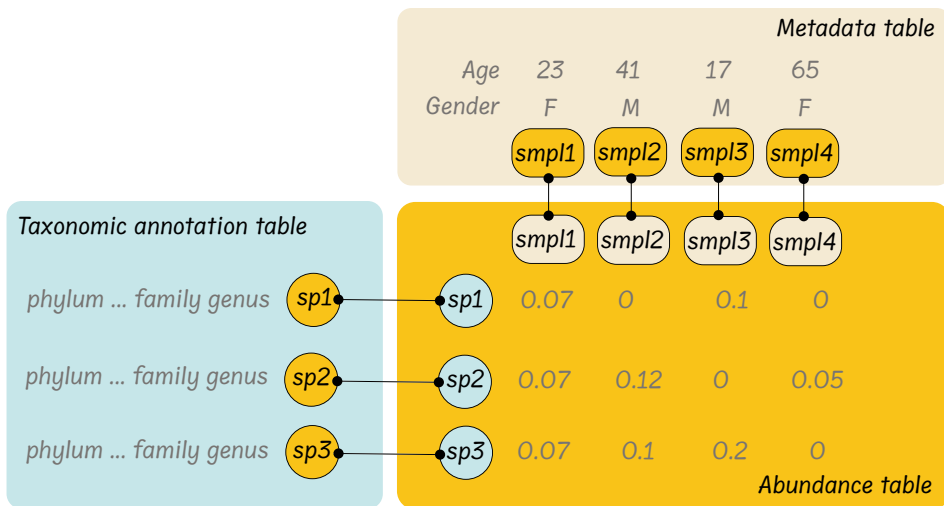 Metadata table
Age 23 41 17 65
Gender F M M F
smpl1 smpl2 smpl3 smpl4
Taxonomic annotation table
smpl1 smpl2 smpl3 smpl4
phylum ... family genus sp1 sp1 0.07 0 0.1 0
phylum ... family genus sp2 sp2 0.07 0.12 0 0.05
phylum ... family genus sp3 sp3 0.07 0.1 0.2 0
Abundance table